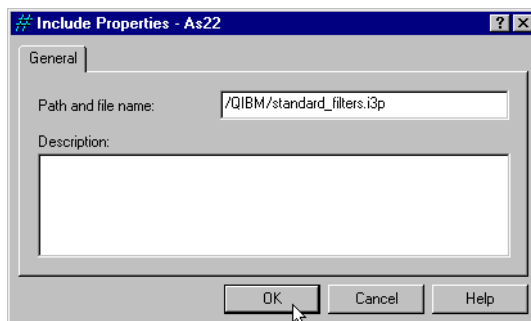 Include Properties - As22
General
Path and file name: /QIBM/standard_filters.i3p
Description:
OK Cancel Help